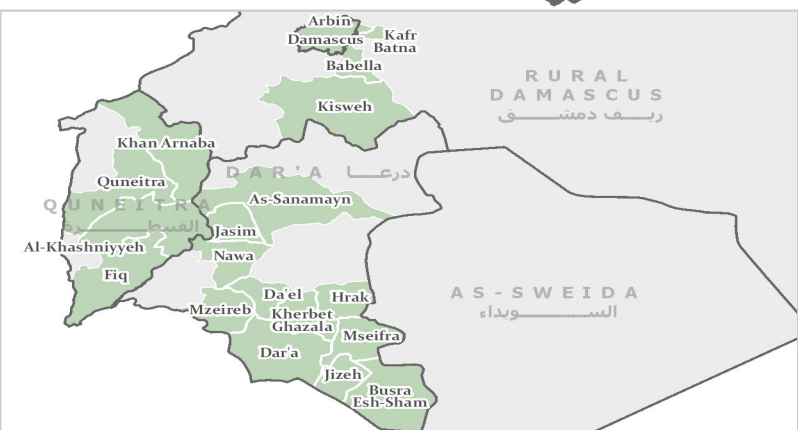 Arbin
Damascus
Kafr
Batna
Babella
RURAL
DAMASCUS
ريف دمشق
Kisweh
Khan Arnaba
DAR'A درعا
Quneitra
As-Sanamayn
QUNEITRA
القنيطرة
Jasim
Al-Khashniyyeh
Nawa
Fiq
Da'el
Hrak
AS-SWEIDA
السويداء
Mzeireb
Kherbet
Ghazala
Mseifra
Dar'a
Jizeh
Busra
Esh-Sham